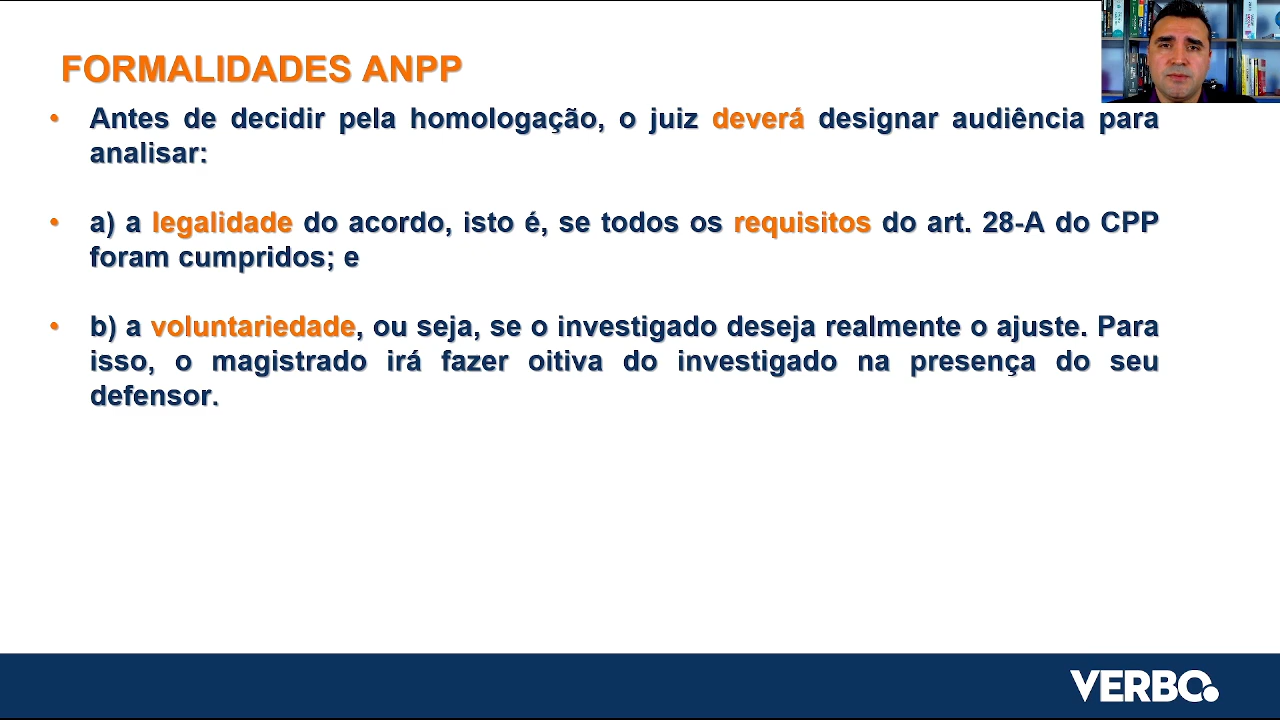 FORMALIDADES ANPP
• Antes de decidir pela homologação, o juiz deverá designar audiência para
analisar:
• a) a legalidade do acordo, isto é, se todos os requisitos do art. 28-A do CPP
foram cumpridos; e
• b) a voluntariedade, ou seja, se o investigado deseja realmente o ajuste. Para
isso, o magistrado irá fazer oitiva do investigado na presença do seu
defensor.
VERBO